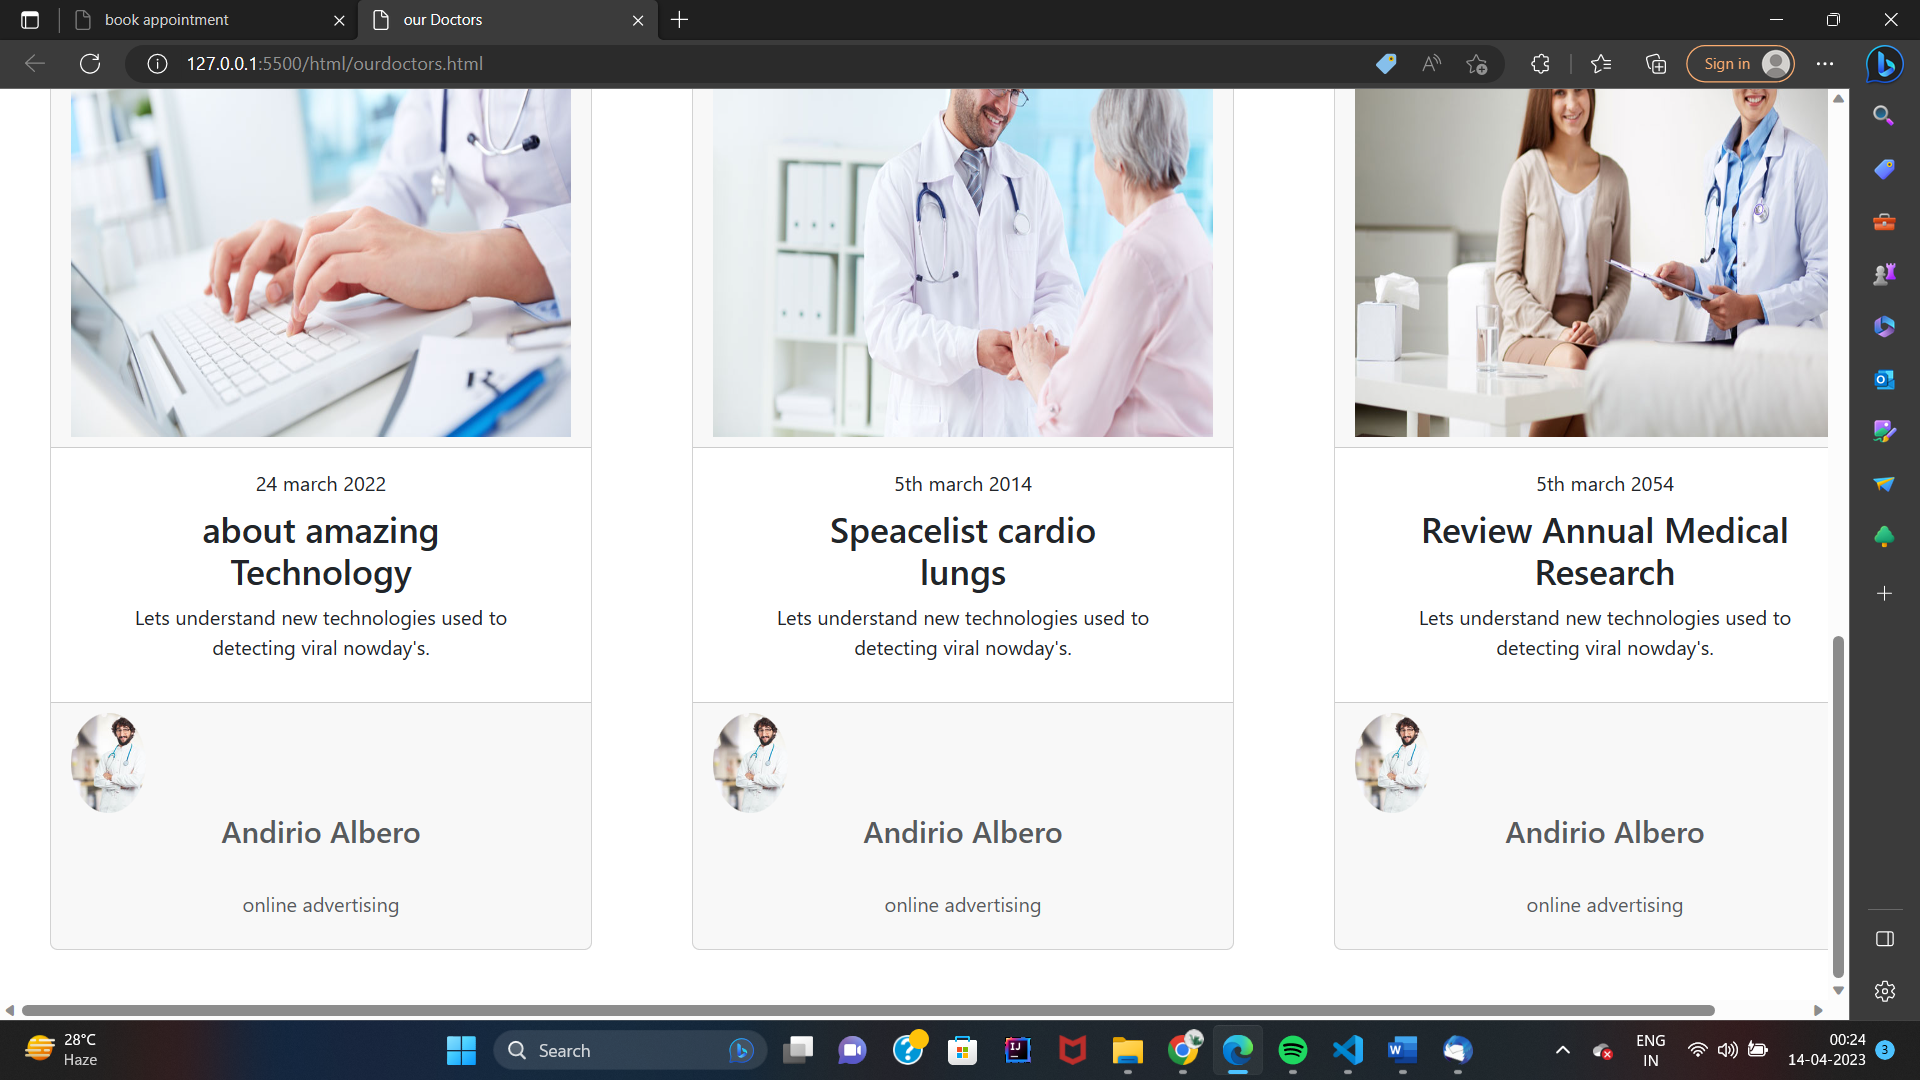 book appointment
our Doctors
127.0.0.1:5500/html/ourdoctors.html
Sign in
24 march 2022
about amazing
Technology
Lets understand new technologies used to
detecting viral nowday's.
Andirio Albero
online advertising
5th march 2014
Speacelist cardio
lungs
Lets understand new technologies used to
detecting viral nowday's.
Andirio Albero
online advertising
5th march 2054
Review Annual Medical
Research
Lets understand new technologies used to
detecting viral nowday's.
Andirio Albero
online advertising
28°C
Haze
Search
ENG
IN
00:24
14-04-2023
3